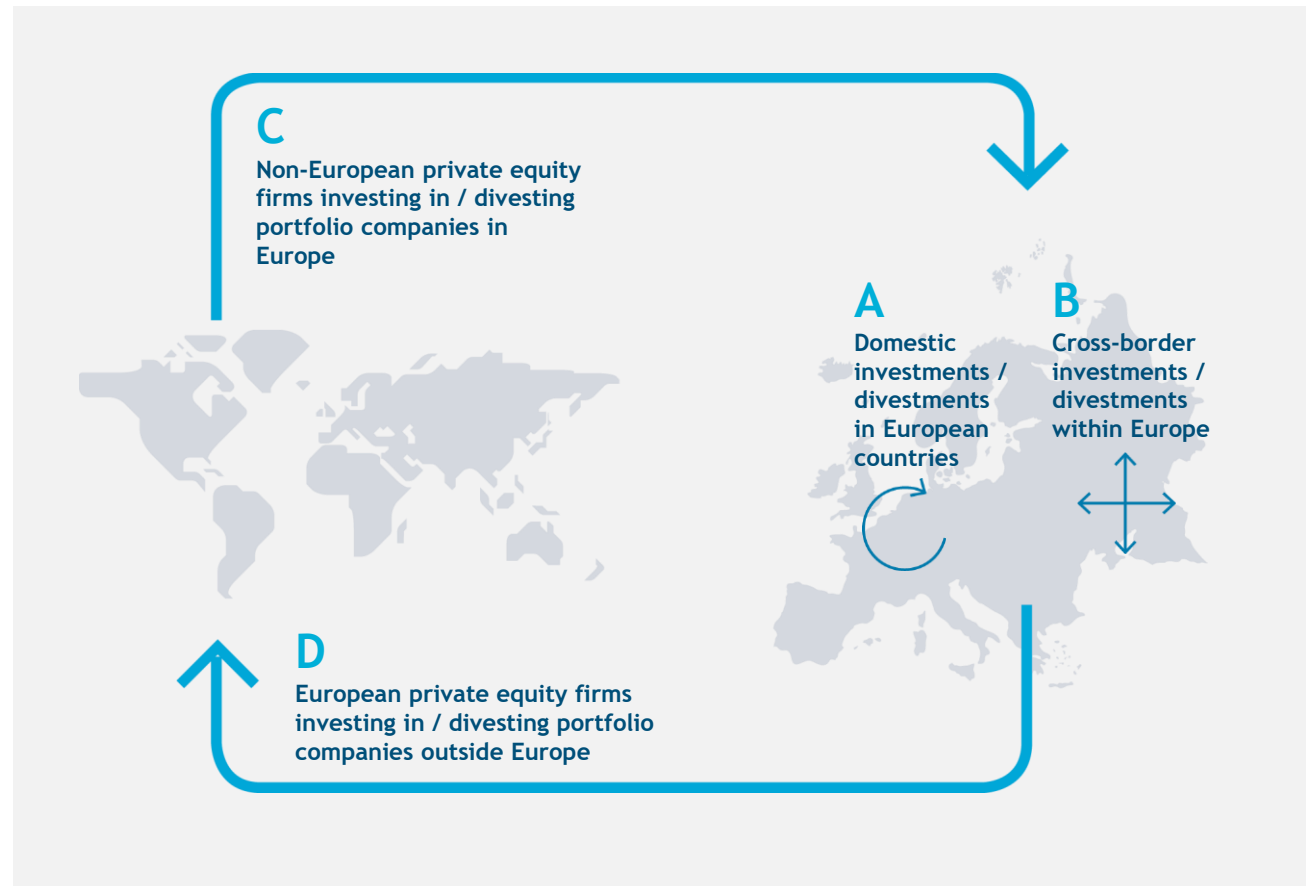 C
Non-European private equity
firms investing in / divesting
portfolio companies in
Europe
A
Domestic
investments /
divestments
in European
countries
B
Cross-border
investments /
divestments
within Europe
D
European private equity firms
investing in / divesting portfolio
companies outside Europe